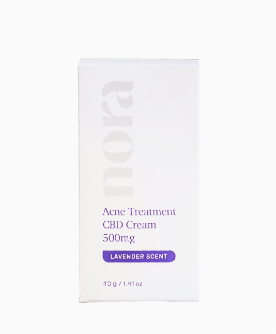 nora
Acne Treatment
CBD Cream
500mg
LAVENDER SCENT
40 g / 1.41 oz